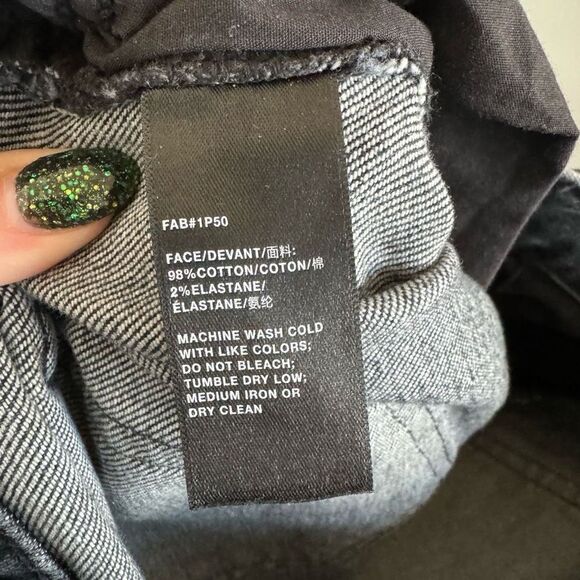 FAB#1P50
FACE/DEVANT/面料:
98%COTTON/COTON/棉
2%ELASTANE/
ÉLASTANE/氨纶
MACHINE WASH COLD
WITH LIKE COLORS;
DO NOT BLEACH;
TUMBLE DRY LOW;
MEDIUM IRON OR
DRY CLEAN